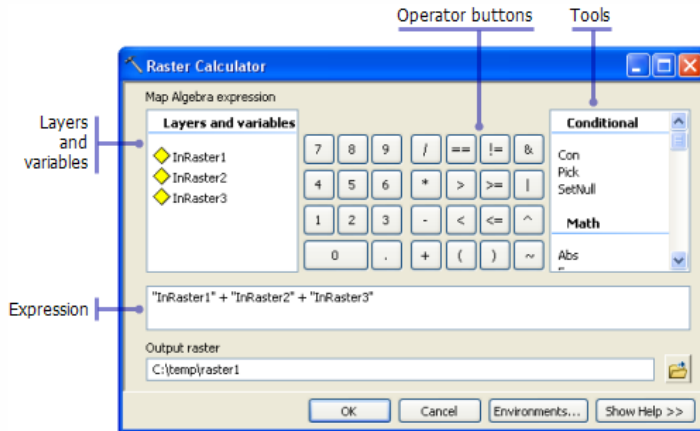 Operator buttons Tools
Raster Calculator
Map Algebra expression
Layers and variables
Layers and variables
InRaster1
InRaster2
InRaster3
7 8 9 / == != &
4 5 6 * > >= |
1 2 3 - < <= ^
0 . + ( ) ~
Conditional
Con
Pick
SetNull
Math
Abs
Expression
"InRaster1" + "InRaster2" + "InRaster3"
Output raster
C:\temp\raster1
OK Cancel Environments... Show Help >>